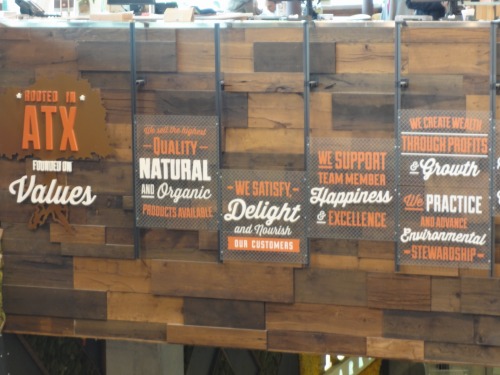 ROOTED IN
ATX
FOUNDED ON
Values
We sell the highest
QUALITY
NATURAL
AND Organic
PRODUCTS AVAILABLE
WE SATISFY,
Delight
and Nourish
OUR CUSTOMERS
WE SUPPORT
TEAM MEMBER
Happiness
& EXCELLENCE
WE CREATE WEALTH
THROUGH PROFITS
& Growth
We PRACTICE
AND ADVANCE
Environmental
STEWARDSHIP